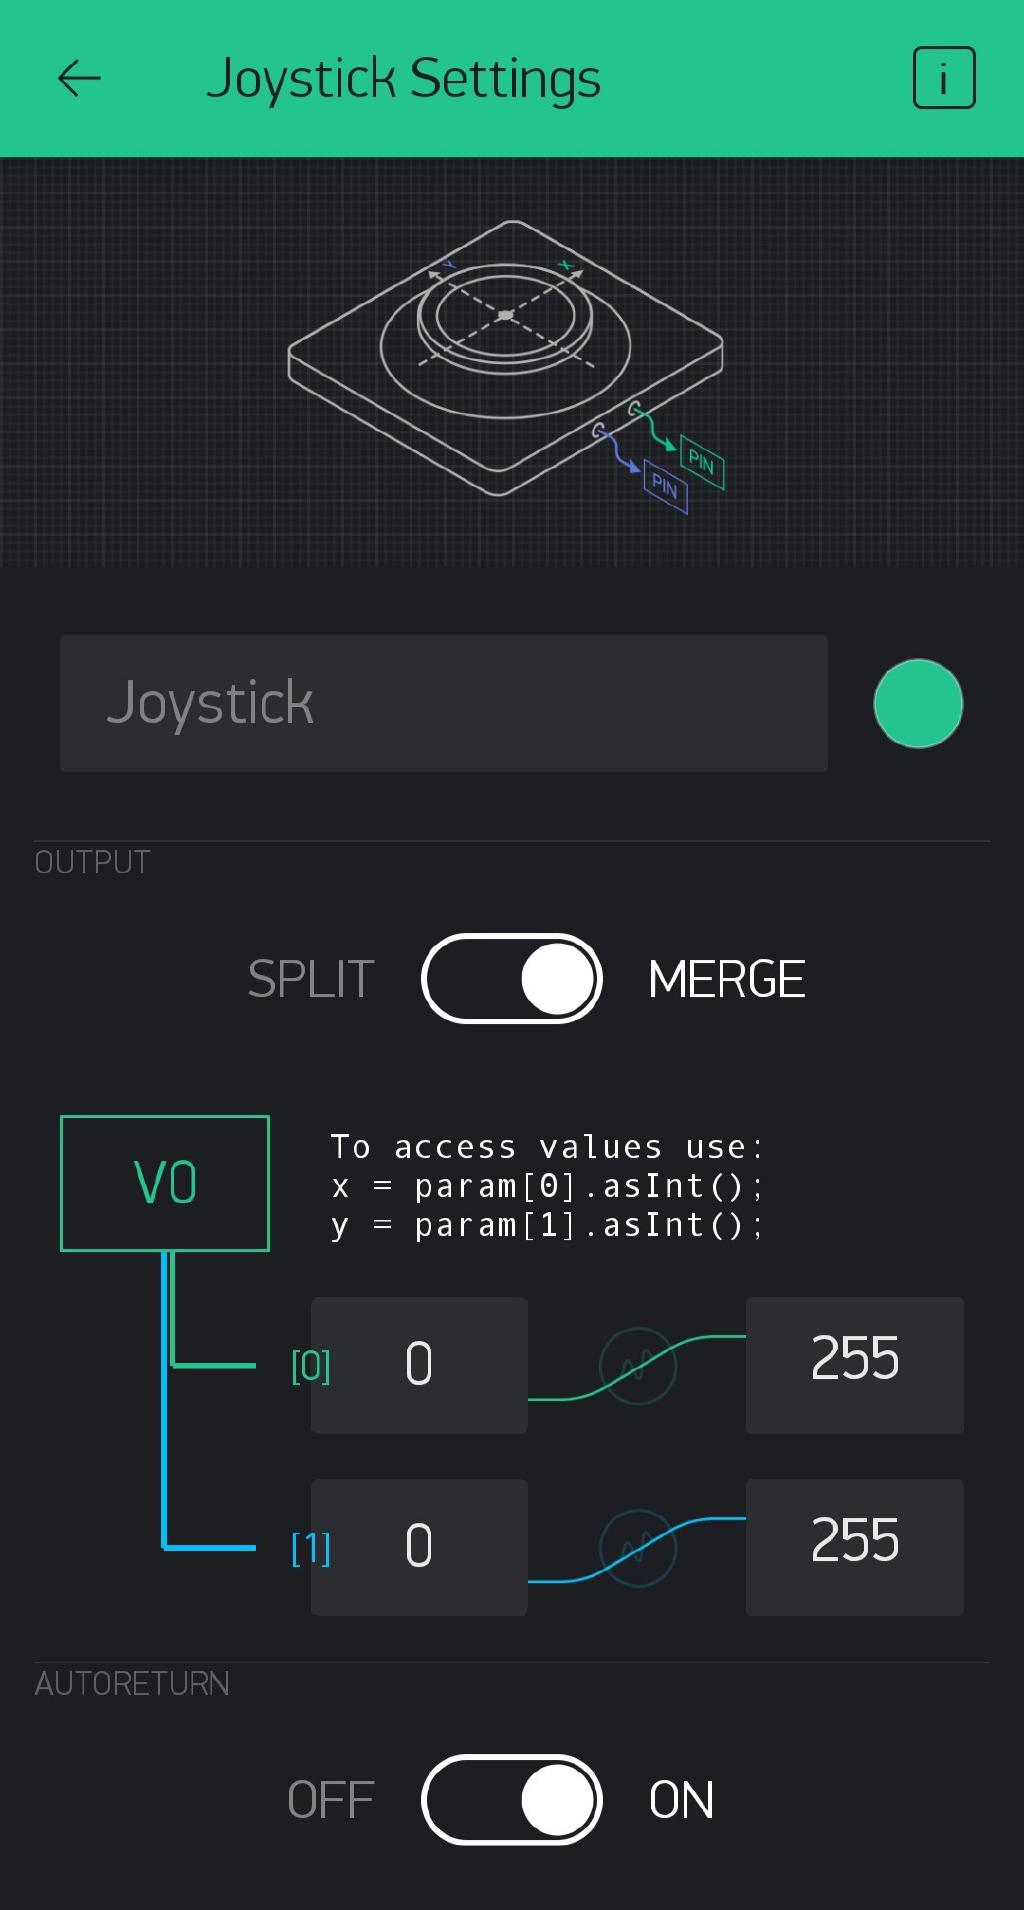 Joystick Settings
i
Y X
PIN
PIN
Joystick
OUTPUT
SPLIT MERGE
V0
To access values use:
x = param[0].asInt();
y = param[1].asInt();
[0] 0 255
[1] 0 255
AUTORETURN
OFF ON